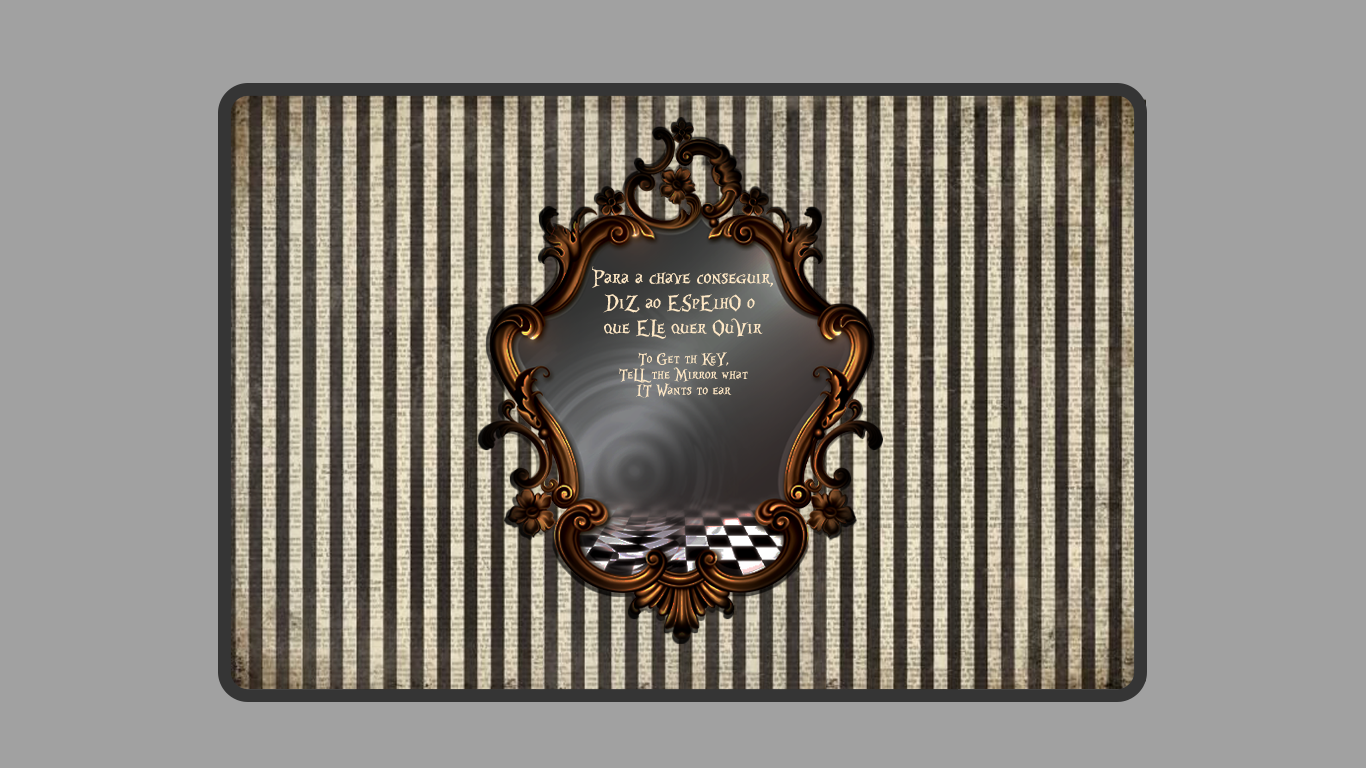 Para a chave conseguir,
Diz ao ESpElhO o
que ELe quer OuVir
To Get th KeY,
TeLL the Mirror what
IT Wants to ear